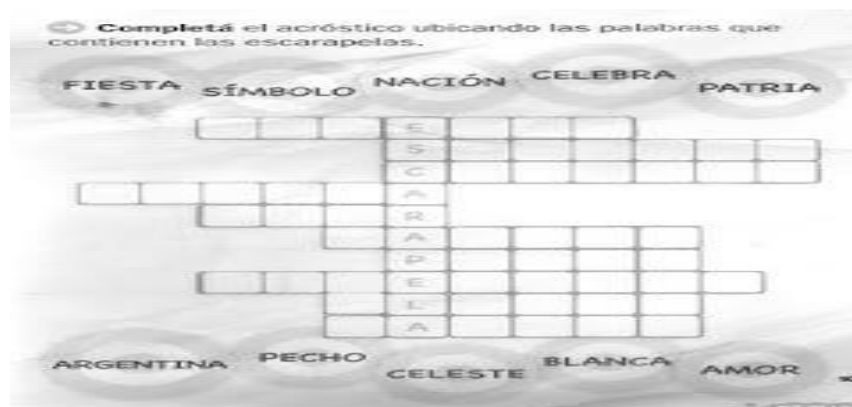 Completá el acróstico ubicando las palabras que
contienen las escarapelas.
FIESTA SÍMBOLO NACIÓN CELEBRA PATRIA
E
S
C
A
R
A
P
E
L
A
ARGENTINA PECHO CELESTE BLANCA AMOR